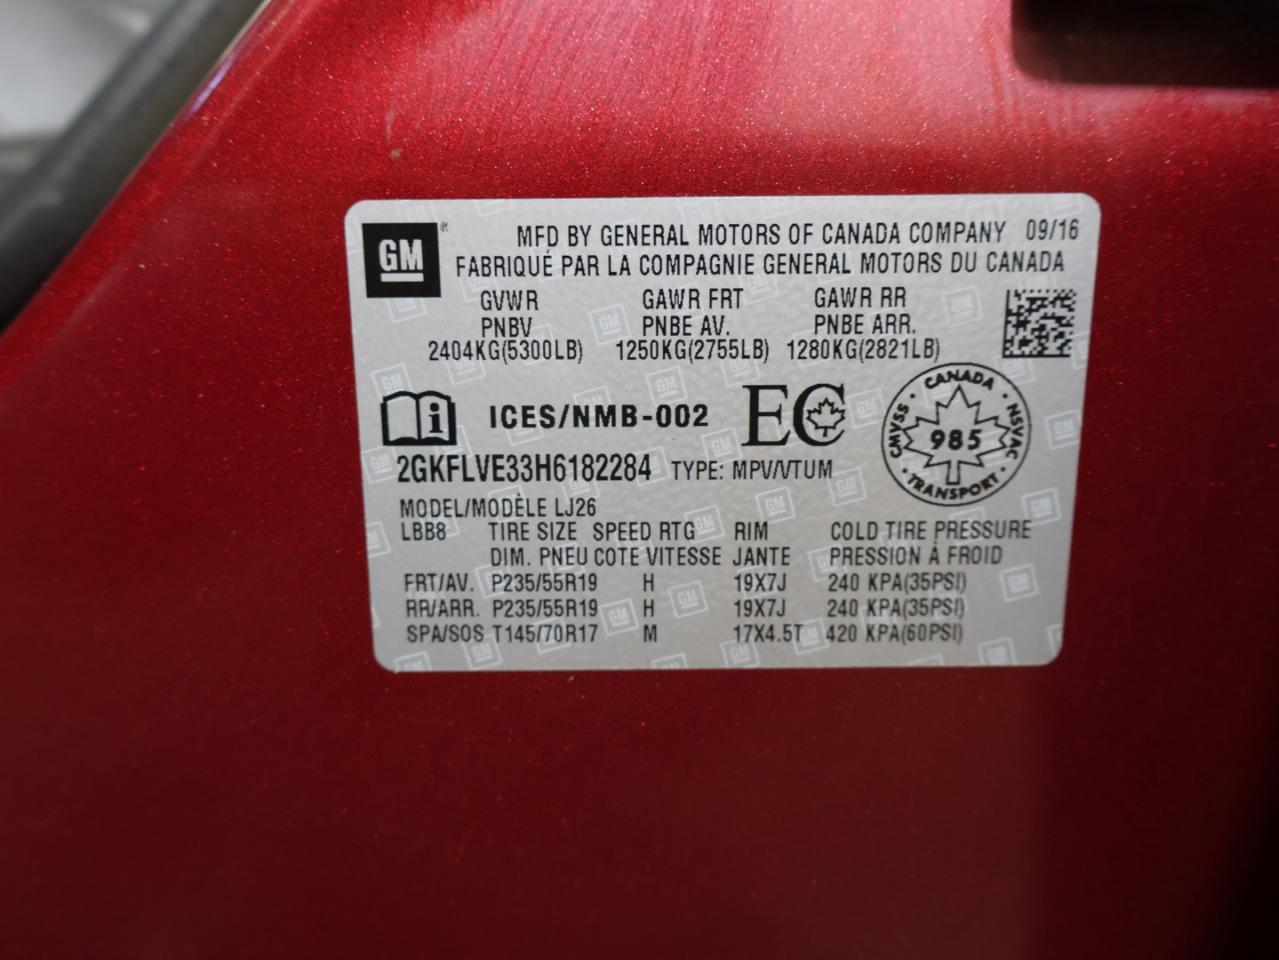 GM
MFD BY GENERAL MOTORS OF CANADA COMPANY 09/16
FABRIQUÉ PAR LA COMPAGNIE GENERAL MOTORS DU CANADA
GVWR GAWR FRT GAWR RR
PNBV PNBE AV. PNBE ARR.
2404KG(5300LB) 1250KG(2755LB) 1280KG(2821LB)
i ICES/NMB-002 EC
CANADA
CMVSS 985 NSVAC
TRANSPORT
2GKFLVE33H6182284 TYPE: MPV/VTUM
MODEL/MODÈLE LJ26
LBB8 TIRE SIZE SPEED RTG RIM COLD TIRE PRESSURE
DIM. PNEU COTE VITESSE JANTE PRESSION À FROID
FRT/AV. P235/55R19 H 19X7J 240 KPA(35PSI)
RR/ARR. P235/55R19 H 19X7J 240 KPA(35PSI)
SPA/SOS T145/70R17 M 17X4.5T 420 KPA(60PSI)